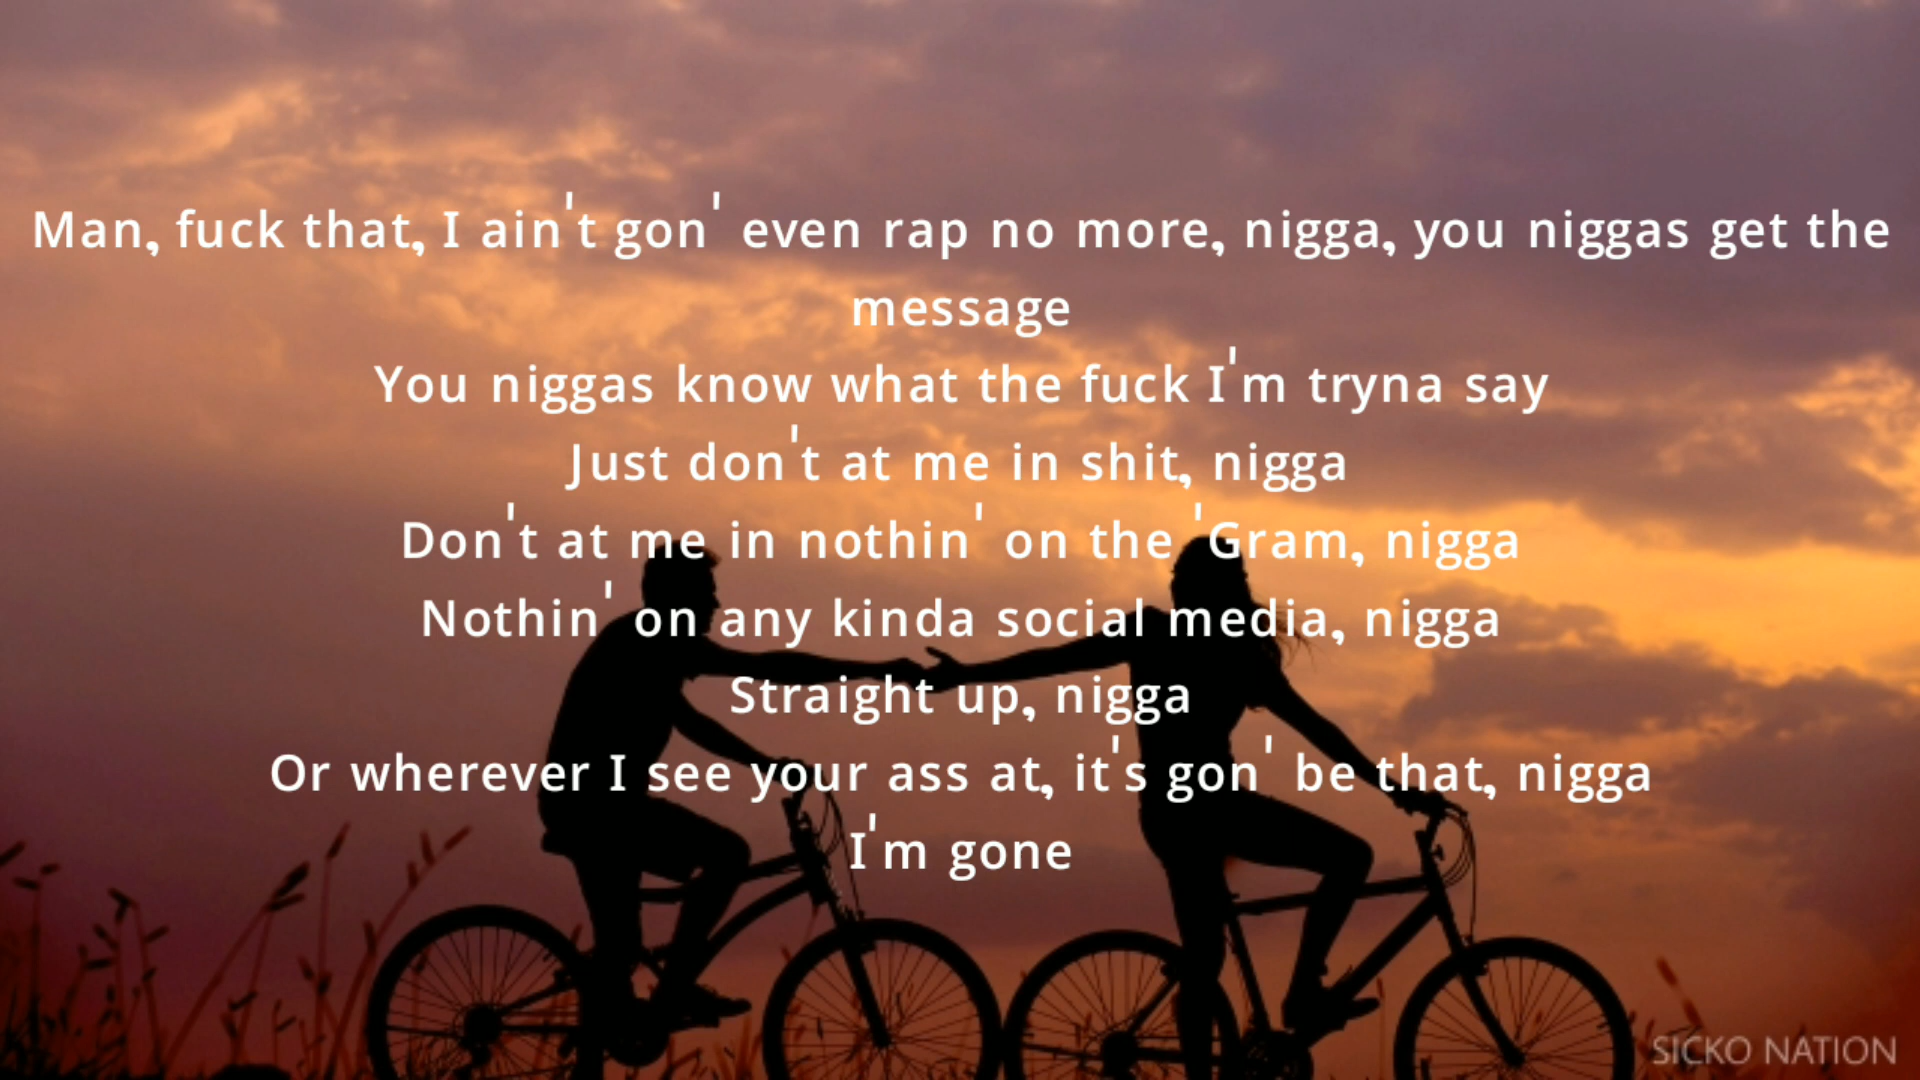 Man, fuck that, I ain't gon' even rap no more, nigga, you niggas get the
message
You niggas know what the fuck I'm tryna say
Just don't at me in shit, nigga
Don't at me in nothin' on the 'Gram, nigga
Nothin' on any kinda social media, nigga
Straight up, nigga
Or wherever I see your ass at, it's gon' be that, nigga
I'm gone
SICKO NATION